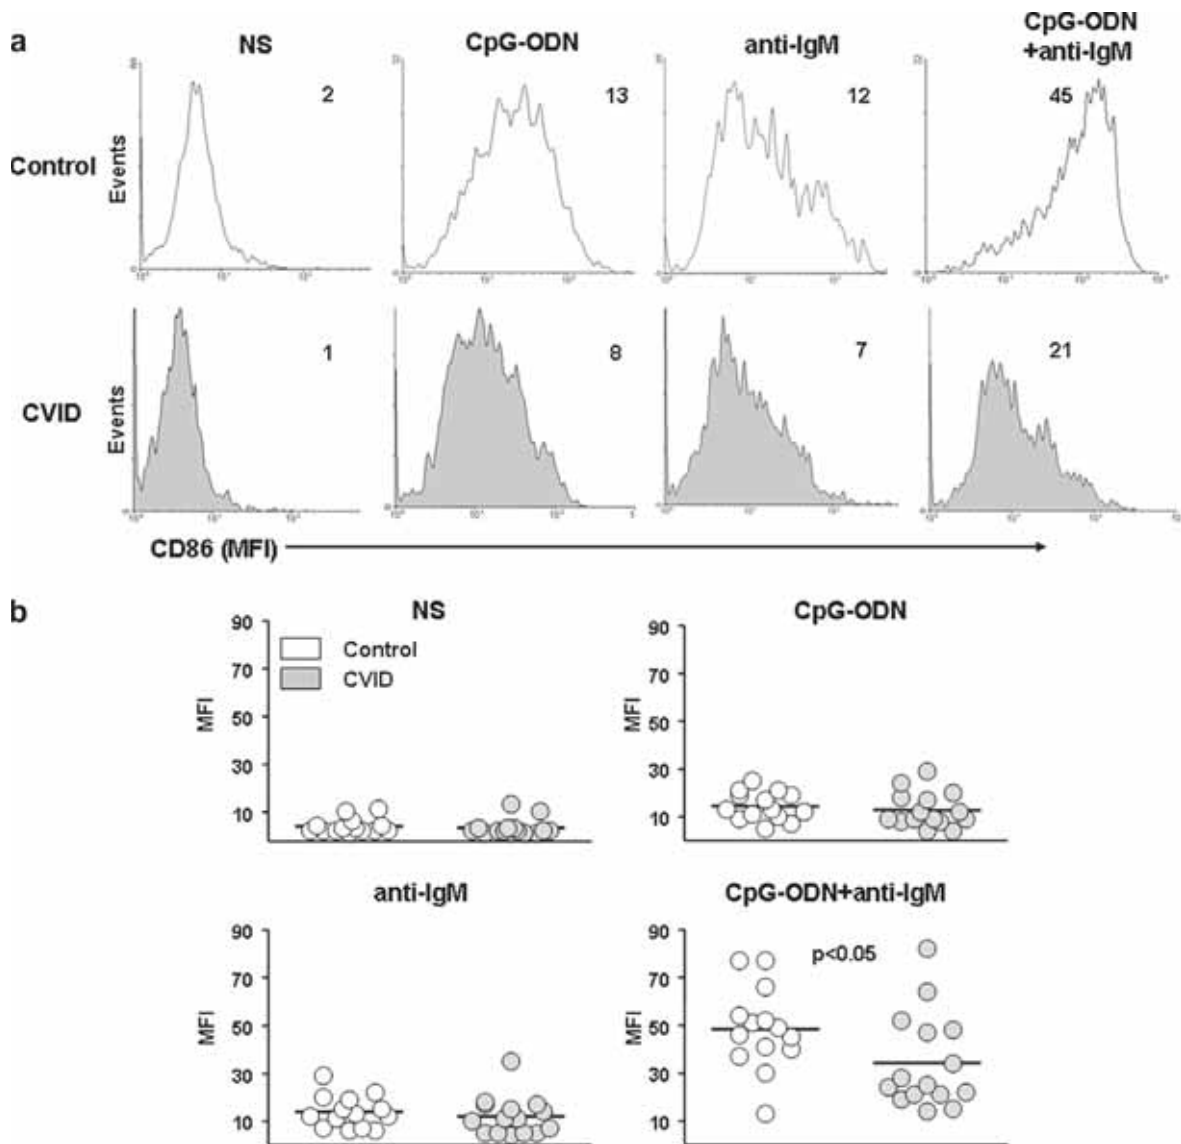 a
NS
CpG-ODN
anti-IgM
CpG-ODN
+anti-IgM
Control
Events
2
13
12
45
CVID
Events
1
8
7
21
CD86 (MFI)
b
NS
90
70
50
30
10
MFI
Control
CVID
CpG-ODN
90
70
50
30
10
MFI
anti-IgM
90
70
50
30
10
MFI
CpG-ODN+anti-IgM
90
70
50
30
10
MFI
p<0.05